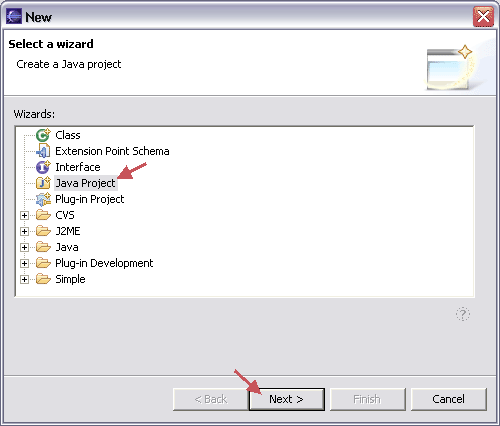 New
Select a wizard
Create a Java project
Wizards:
Class
Extension Point Schema
Interface
Java Project
Plug-in Project
CVS
J2ME
Java
Plug-in Development
Simple
< Back Next > Finish Cancel